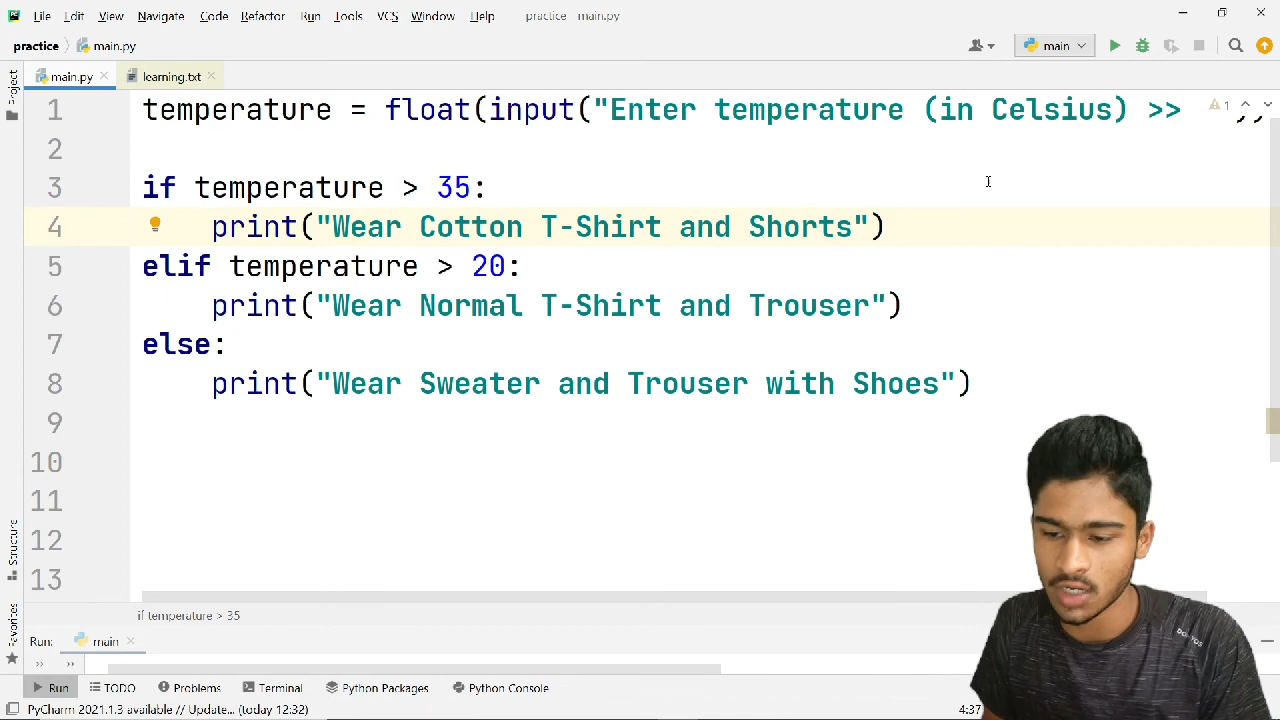 File Edit View Navigate Code Refactor Run Tools VCS Window Help practice - main.py
practice main.py main
main.py learning.txt
Project
1 temperature = float(input("Enter temperature (in Celsius) >> 1
2
3 if temperature > 35:
4 print("Wear Cotton T-Shirt and Shorts")
5 elif temperature > 20:
6 print("Wear Normal T-Shirt and Trouser")
7 else:
8 print("Wear Sweater and Trouser with Shoes")
9
10
11
12
13
Structure
Favorites
if temperature > 35
Run: main
Run TODO Problems Terminal Python Packages Python Console
PyCharm 2021.1.3 available // Update... (today 12:32) 4:37